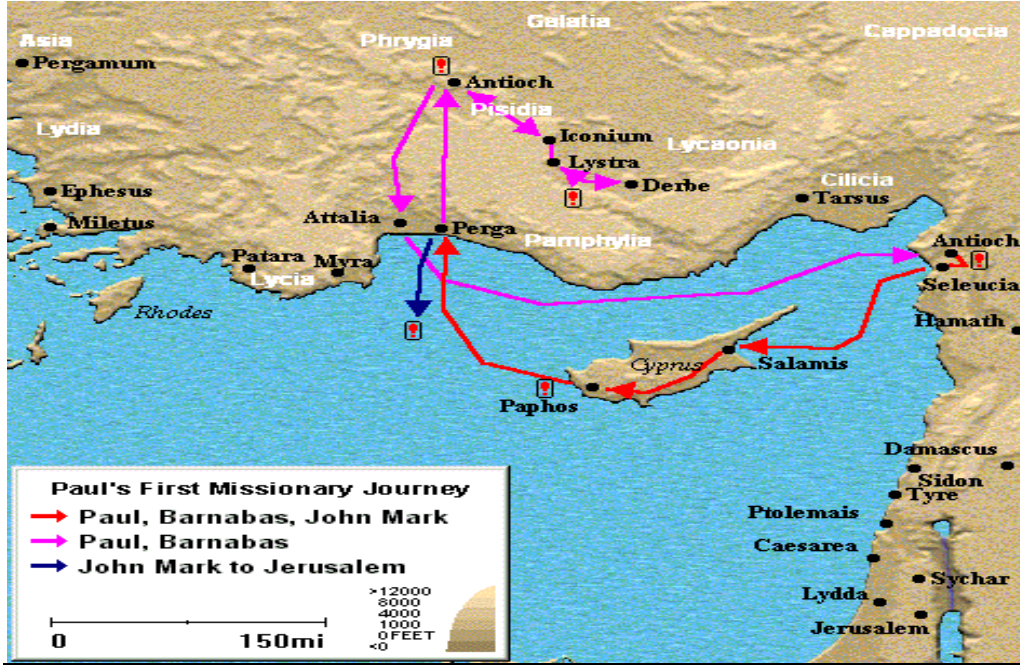 Galatia
Asia
Phrygia
Cappadocia
Pergamum
Antioch
Pisidia
Lydia
Iconium
Lycaonia
Lystra
Derbe
Cilicia
Ephesus
Tarsus
Miletus
Attalia
Perga
Pamphylia
Antioch
Patara
Myra
Lycia
Seleucia
Rhodes
Hamath
Cyprus
Salamis
Paphos
Damascus
Sidon
Tyre
Ptolemais
Caesarea
Sychar
Lydda
Jerusalem
Paul's First Missionary Journey
Paul, Barnabas, John Mark
Paul, Barnabas
John Mark to Jerusalem
>12000
8000
4000
1000
0 FEET
<0
0 150mi